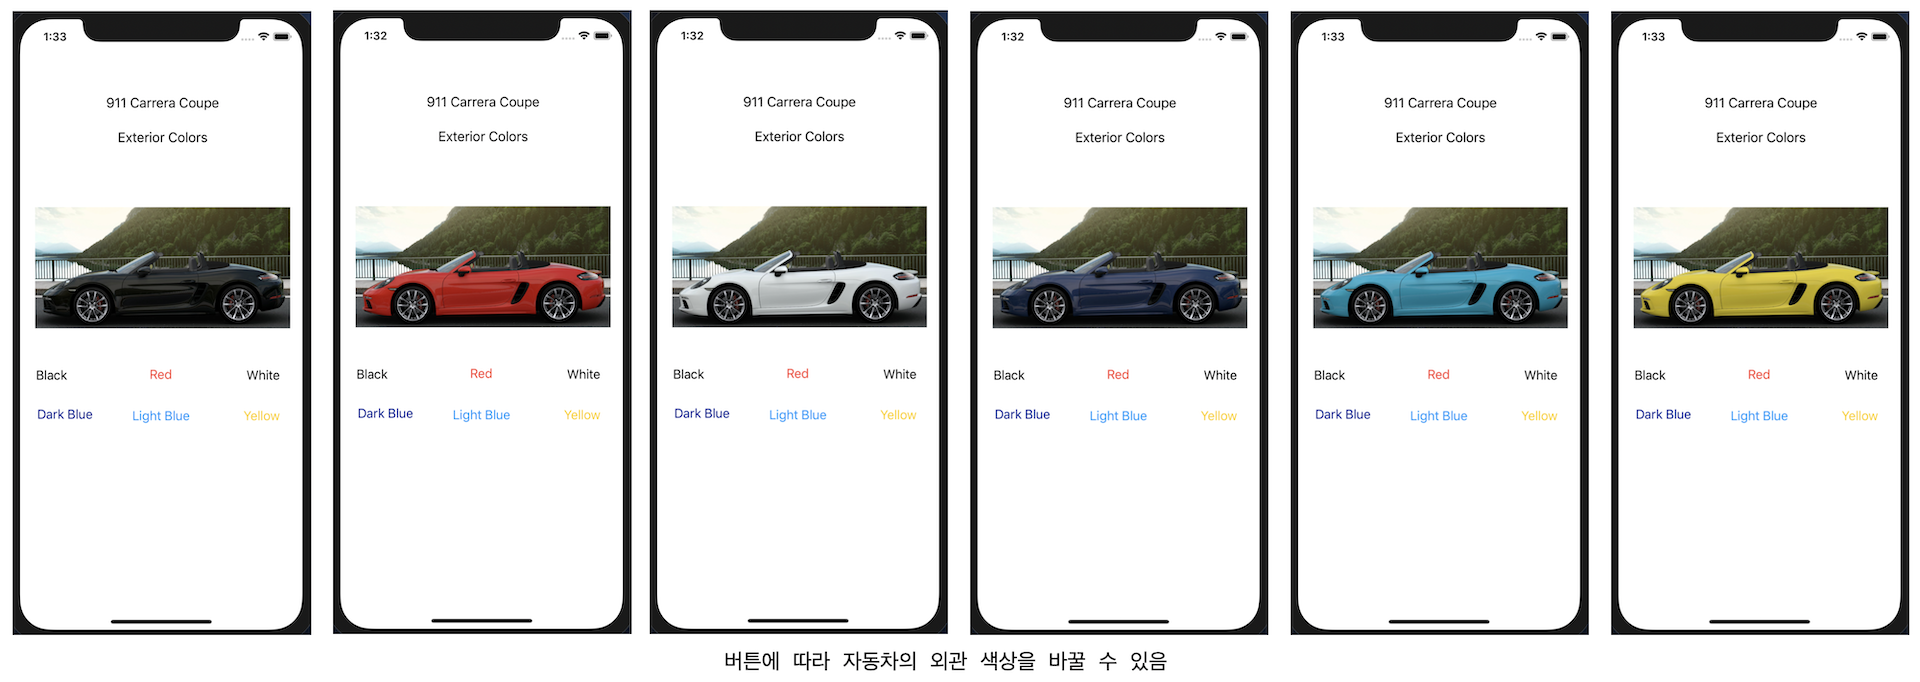 1:33
911 Carrera Coupe
Exterior Colors
Black Red White
Dark Blue Light Blue Yellow
1:32
911 Carrera Coupe
Exterior Colors
Black Red White
Dark Blue Light Blue Yellow
1:32
911 Carrera Coupe
Exterior Colors
Black Red White
Dark Blue Light Blue Yellow
1:32
911 Carrera Coupe
Exterior Colors
Black Red White
Dark Blue Light Blue Yellow
1:33
911 Carrera Coupe
Exterior Colors
Black Red White
Dark Blue Light Blue Yellow
1:33
911 Carrera Coupe
Exterior Colors
Black Red White
Dark Blue Light Blue Yellow
버튼에 따라 자동차의 외관 색상을 바꿀 수 있음